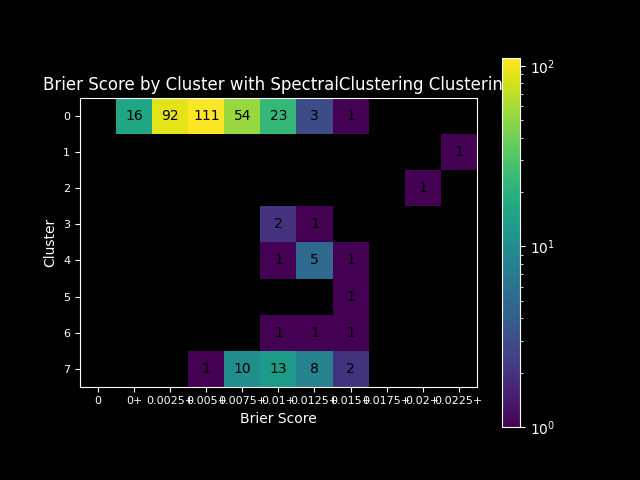 Brier Score by Cluster with SpectralClustering Clusterin
10²
0 16 92 111 54 23 3 1
1 1
2 1
3 2 1
Cluster
4 1 5 1
10¹
5 1
6 1 1 1
7 1 10 13 8 2
0 0+ 0.0025+ 0.005+ 0.0075+ 0.01+ 0.0125+ 0.015+ 0.0175+ 0.02+ 0.0225+
Brier Score
10⁰